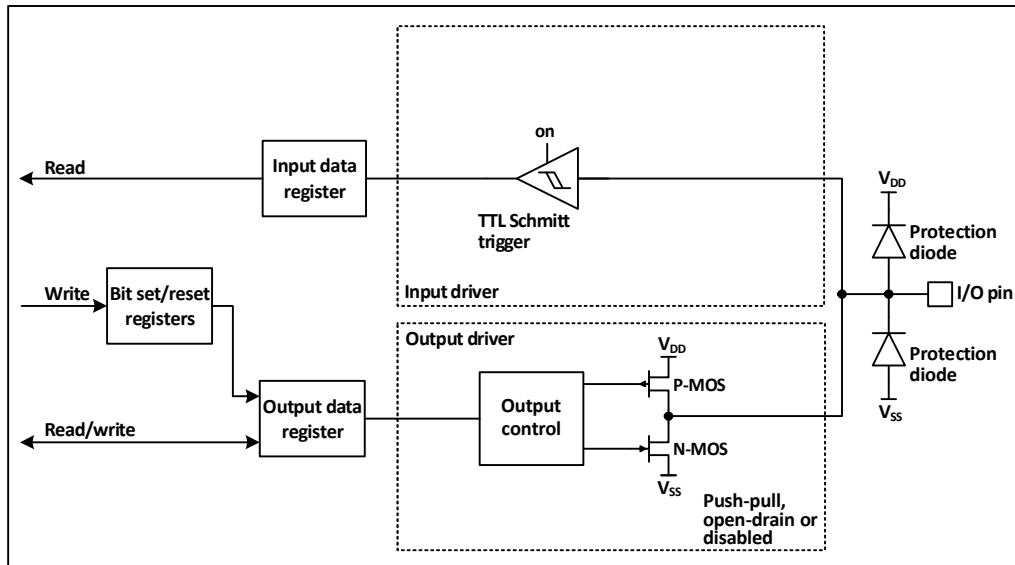 on
Read
Input data
register
TTL Schmitt
trigger
V_DD
Protection
diode
Write
Bit set/reset
registers
Input driver
I/O pin
Output driver
V_DD
P-MOS
Protection
diode
Output data
register
Output
control
Read/write
N-MOS
V_SS
V_SS
Push-pull,
open-drain or
disabled